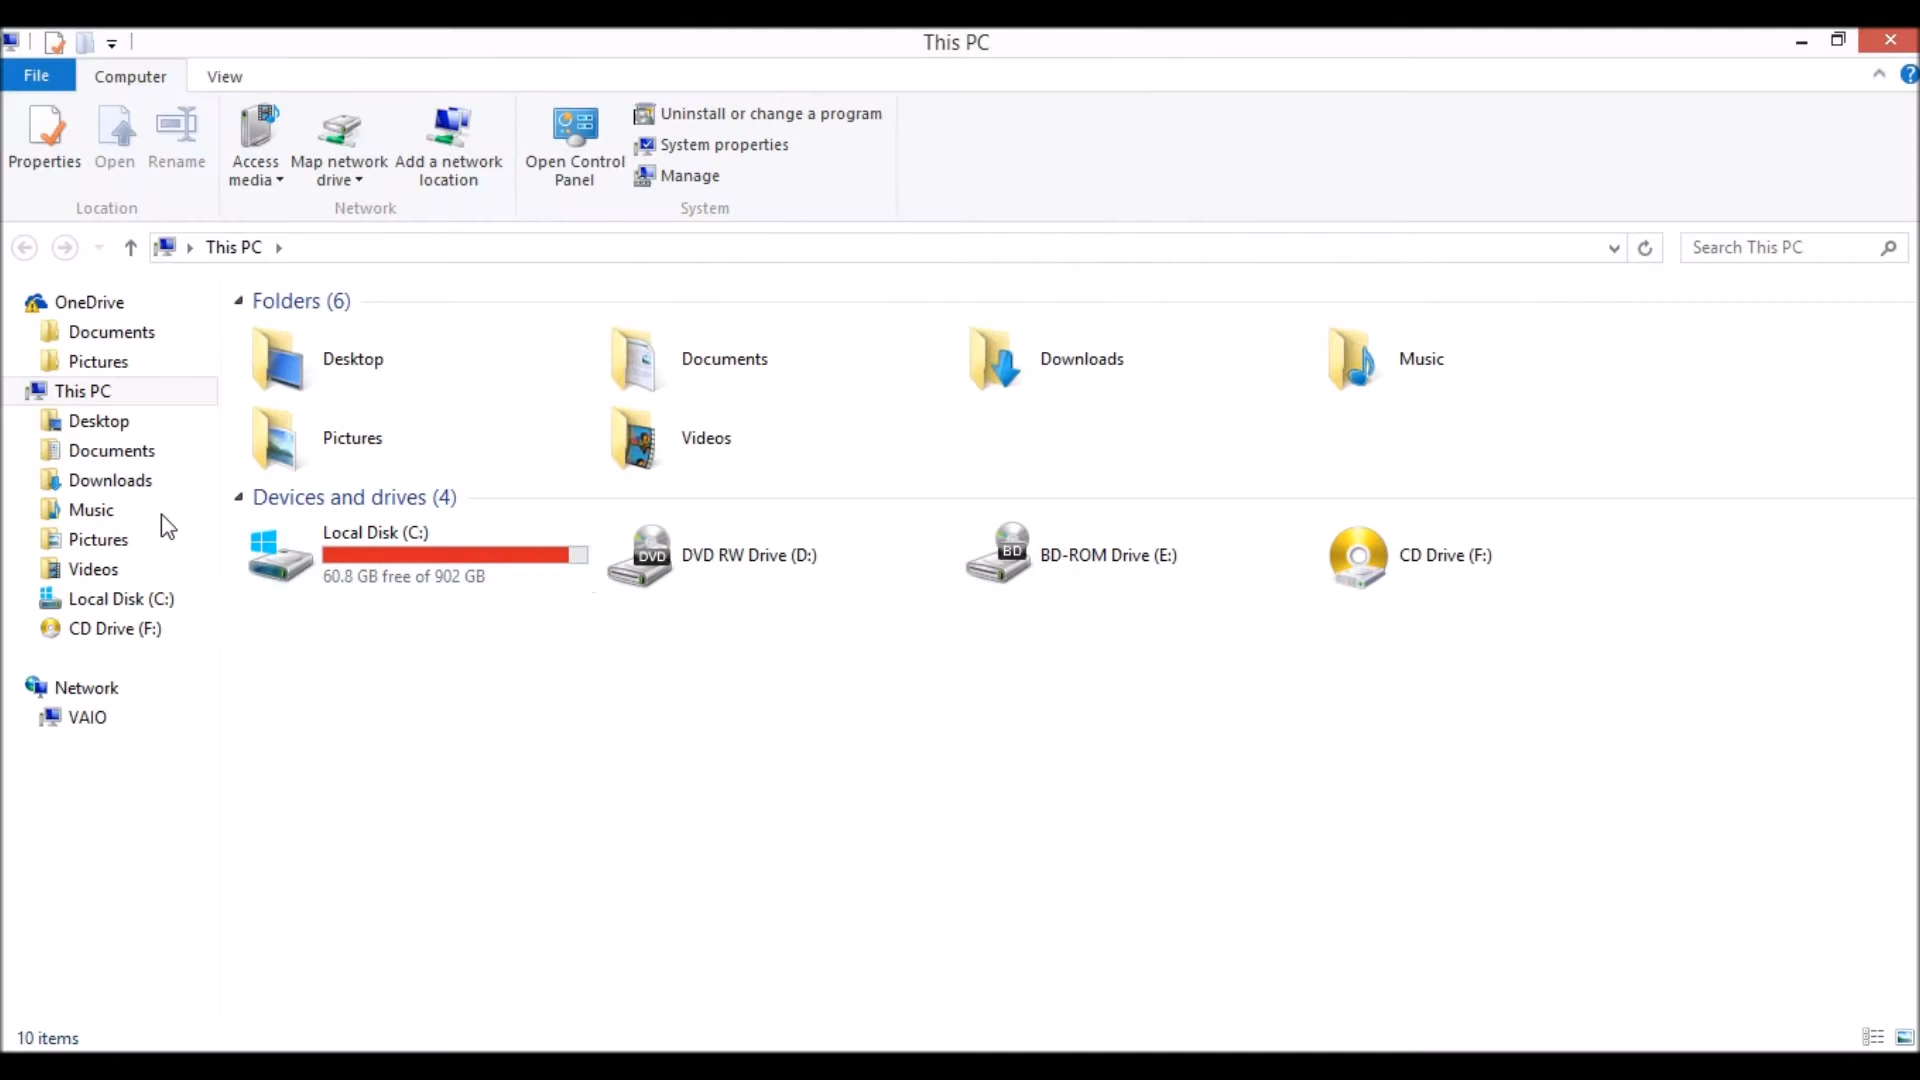 This PC
File Computer View
Properties Open Rename Access media Map network drive Add a network location Open Control Panel
Uninstall or change a program
System properties
Manage
Location Network System
This PC
Search This PC
OneDrive
Documents
Pictures
This PC
Desktop
Documents
Downloads
Music
Pictures
Videos
Local Disk (C:)
CD Drive (F:)
Network
VAIO
Folders (6)
Desktop
Documents
Downloads
Music
Pictures
Videos
Devices and drives (4)
Local Disk (C:)
60.8 GB free of 902 GB
DVD
DVD RW Drive (D:)
BD
BD-ROM Drive (E:)
CD Drive (F:)
10 items